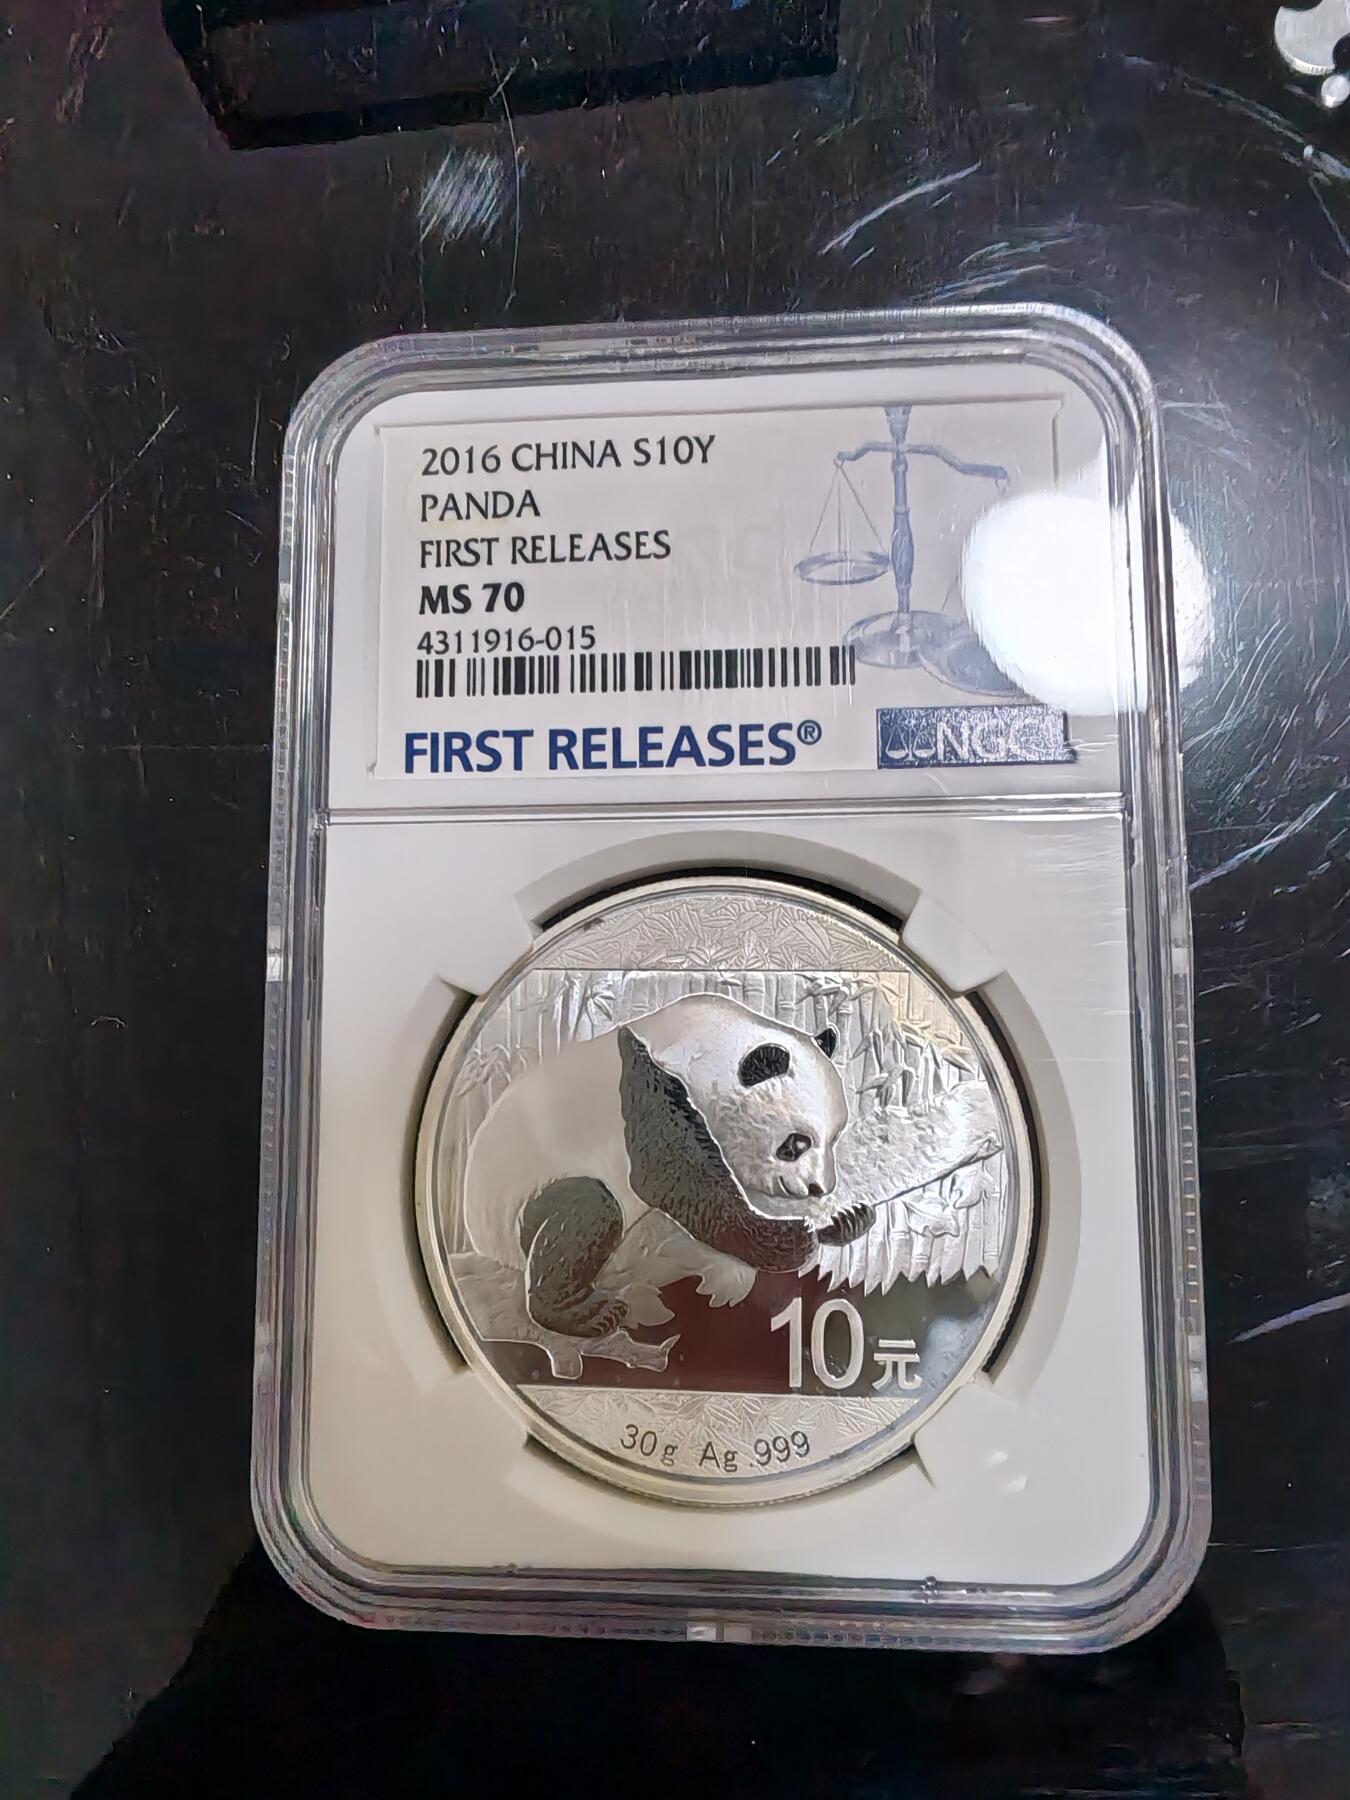 2016 CHINA S10Y
PANDA
FIRST RELEASES
MS 70
4311916-015
FIRST RELEASES®
NGC
10元
30g Ag.999